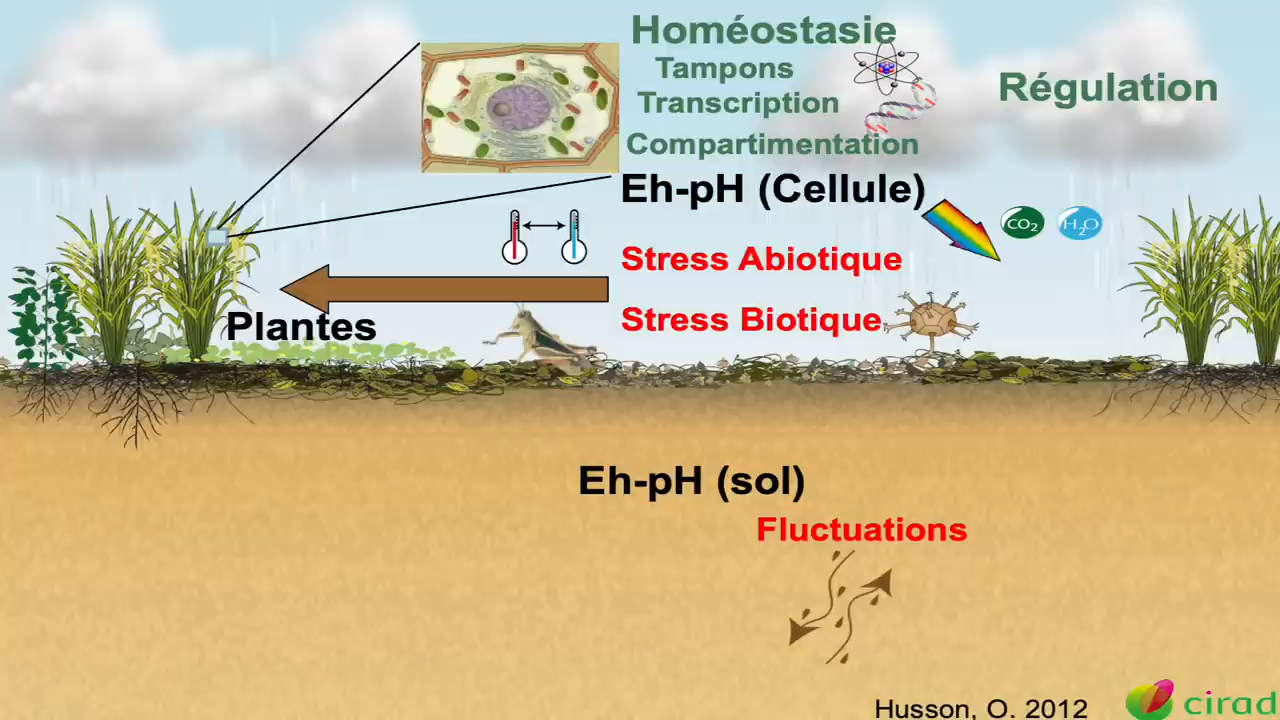 Homéostasie
Tampons
Transcription
Régulation
Compartimentation
Eh-pH (Cellule)
CO₂
H₂O
Stress Abiotique
Stress Biotique
Plantes
Eh-pH (sol)
Fluctuations
Husson, O. 2012
cirad